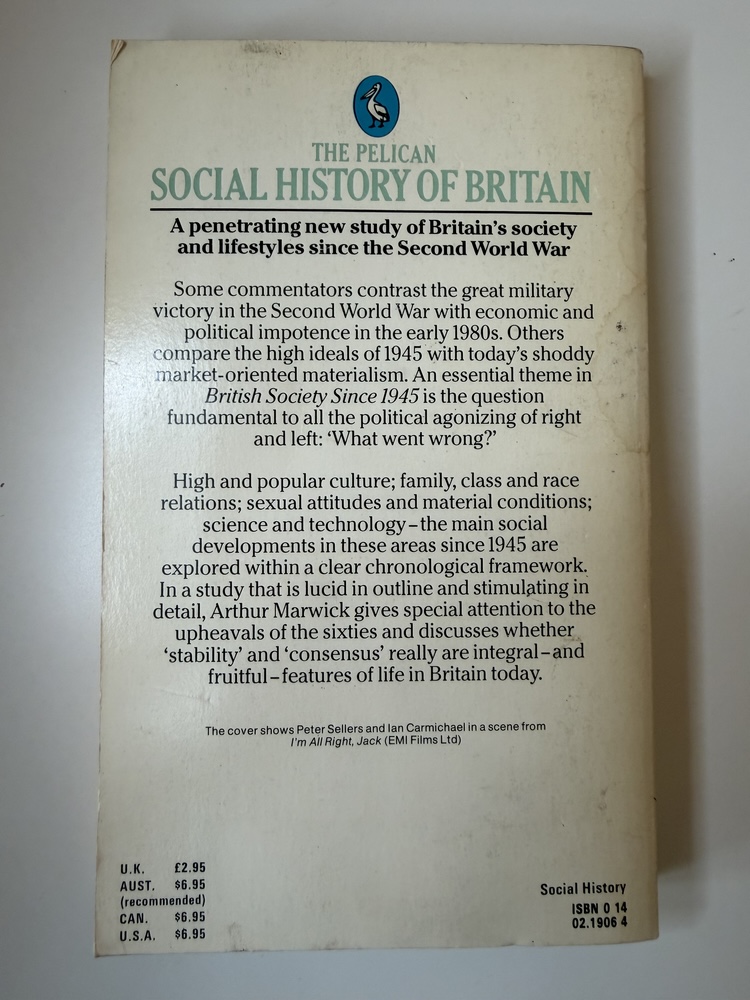 THE PELICAN
SOCIAL HISTORY OF BRITAIN
A penetrating new study of Britain's society
and lifestyles since the Second World War
Some commentators contrast the great military
victory in the Second World War with economic and
political impotence in the early 1980s. Others
compare the high ideals of 1945 with today's shoddy
market-oriented materialism. An essential theme in
British Society Since 1945 is the question
fundamental to all the political agonizing of right
and left: 'What went wrong?'
High and popular culture; family, class and race
relations; sexual attitudes and material conditions;
science and technology – the main social
developments in these areas since 1945 are
explored within a clear chronological framework.
In a study that is lucid in outline and stimulating in
detail, Arthur Marwick gives special attention to the
upheavals of the sixties and discusses whether
'stability' and 'consensus' really are integral – and
fruitful – features of life in Britain today.
The cover shows Peter Sellers and Ian Carmichael in a scene from
I'm All Right, Jack (EMI Films Ltd)
U.K. £2.95
AUST. $6.95
(recommended)
CAN. $6.95
U.S.A. $6.95
Social History
ISBN 0 14
02.1906 4